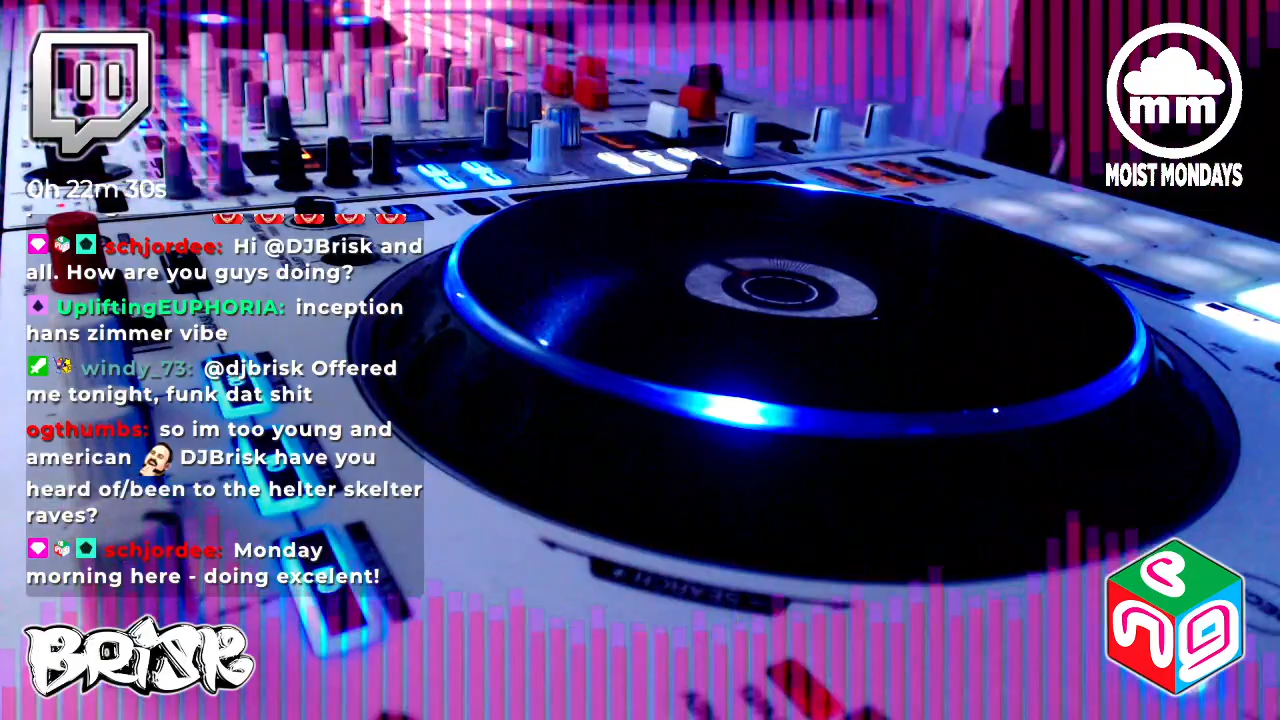 0h 22m 30s
schjordee: Hi @DJBrisk and
all. How are you guys doing?
UpliftingEUPHORIA: inception
hans zimmer vibe
windy_73: @djbrisk Offered
me tonight, funk dat shit
ogthumbs: so im too young and
american DJBrisk have you
heard of/been to the helter skelter
raves?
schjordee: Monday
morning here - doing excelent!
BRISK
mm
MOIST MONDAYS